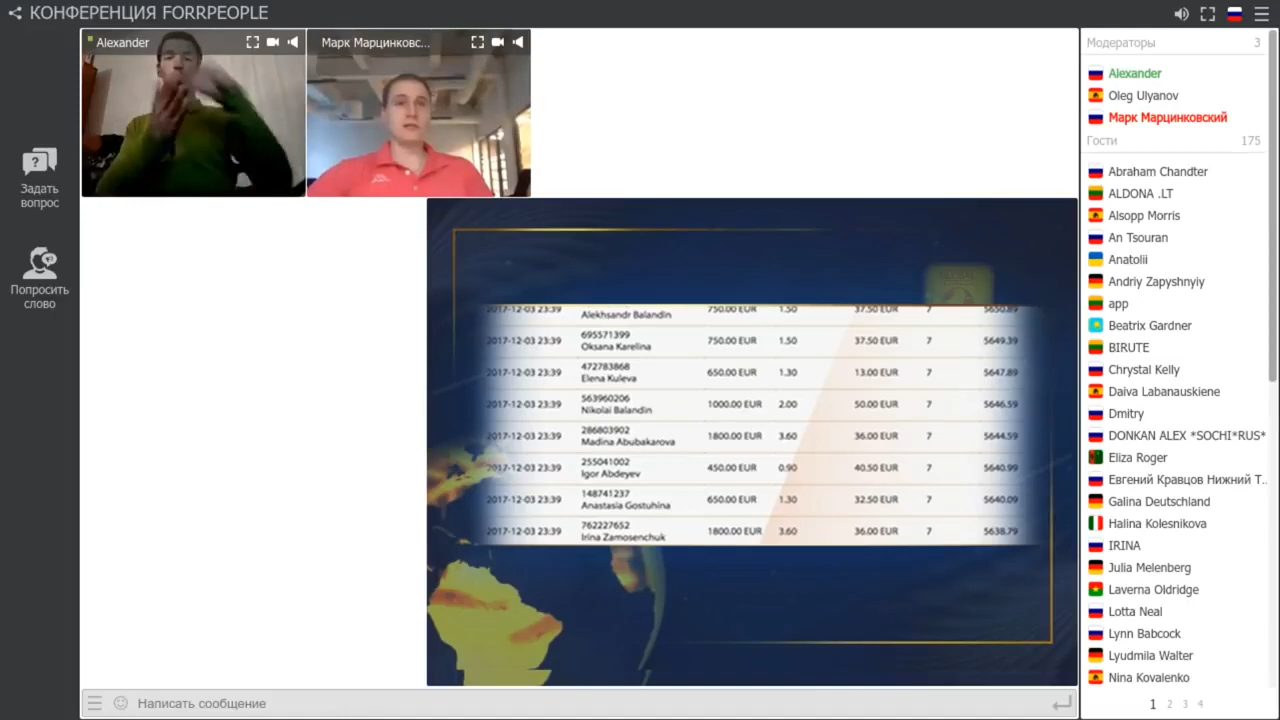 КОНФЕРЕНЦИЯ FORRPEOPLE
Alexander
Марк Марцинковс...
Задать
вопрос
Попросить
слово
2017-12-03 23:39 Alekhsandr Balandin 750.00 EUR 1.50 37.50 EUR 7 5650.89
695571399
2017-12-03 23:39 Oksana Karelina 750.00 EUR 1.50 37.50 EUR 7 5649.39
472783868
2017-12-03 23:39 Elena Kuleva 650.00 EUR 1.30 13.00 EUR 7 5647.89
563960206
2017-12-03 23:39 Nikolai Balandin 1000.00 EUR 2.00 50.00 EUR 7 5646.59
286803902
2017-12-03 23:39 Madina Abubakarova 1800.00 EUR 3.60 36.00 EUR 7 5644.59
255041002
2017-12-03 23:39 Igor Abdeyev 450.00 EUR 0.90 40.50 EUR 7 5640.99
148741237
2017-12-03 23:39 Anastasia Gostuhina 650.00 EUR 1.30 32.50 EUR 7 5640.09
762227652
2017-12-03 23:39 Irina Zamosenchuk 1800.00 EUR 3.60 36.00 EUR 7 5638.79
Написать сообщение
Модераторы 3
Alexander
Oleg Ulyanov
Марк Марцинковский
Гости 175
Abraham Chandter
ALDONA .LT
Alsopp Morris
An Tsouran
Anatolii
Andriy Zapyshnyiy
app
Beatrix Gardner
BIRUTE
Chrystal Kelly
Daiva Labanauskiene
Dmitry
DONKAN ALEX *SOCHI*RUS*
Eliza Roger
Евгений Кравцов Нижний Т...
Galina Deutschland
Halina Kolesnikova
IRINA
Julia Melenberg
Laverna Oldridge
Lotta Neal
Lynn Babcock
Lyudmila Walter
Nina Kovalenko
1 2 3 4